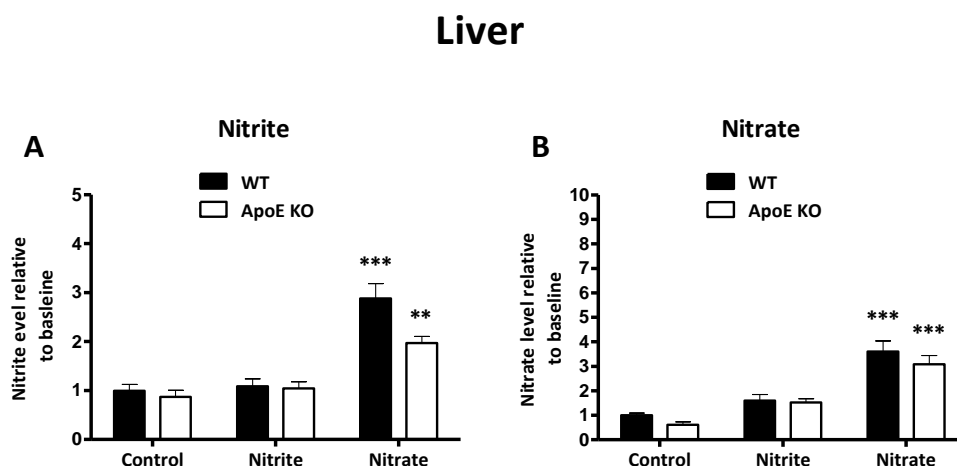 Liver
A
Nitrite
WT
ApoE KO
Nitrite evel relative
to basleine
5
4
3
2
1
0
***
**
Control
Nitrite
Nitrate
B
Nitrate
WT
ApoE KO
Nitrate level relative
to baseline
10
9
8
7
6
5
4
3
2
1
0
***
***
Control
Nitrite
Nitrate